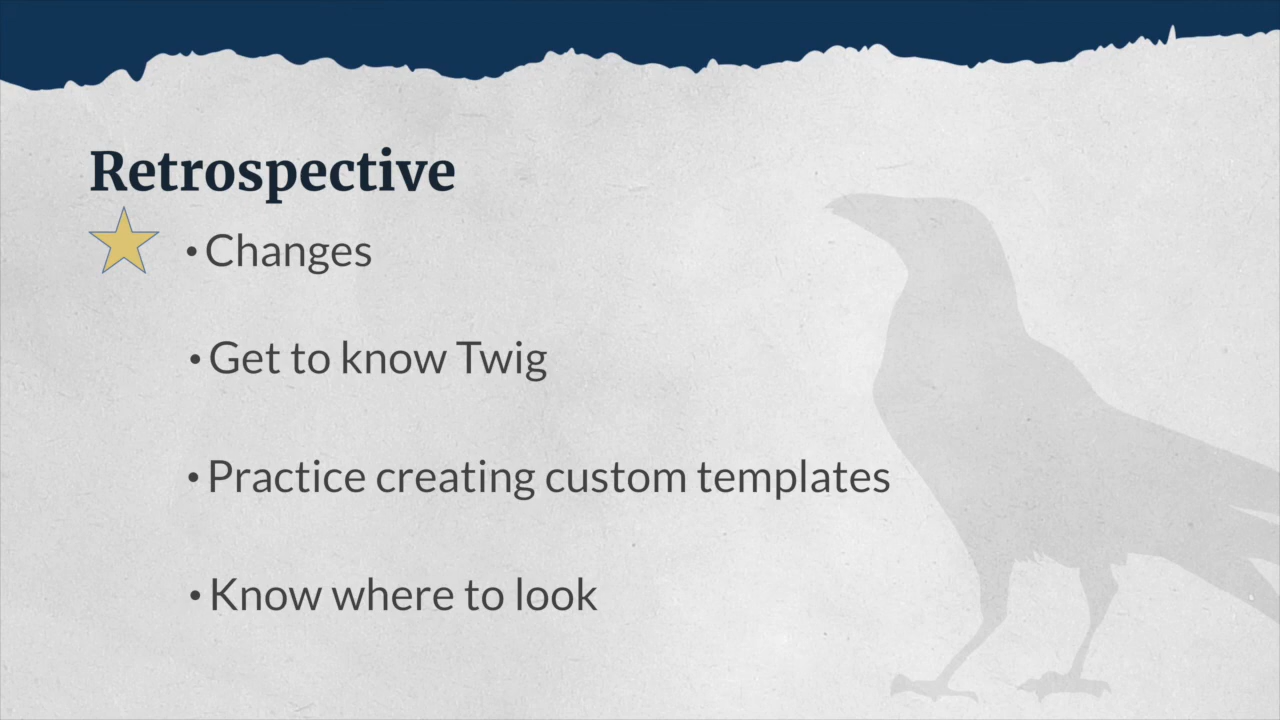 Retrospective
• Changes
• Get to know Twig
• Practice creating custom templates
• Know where to look